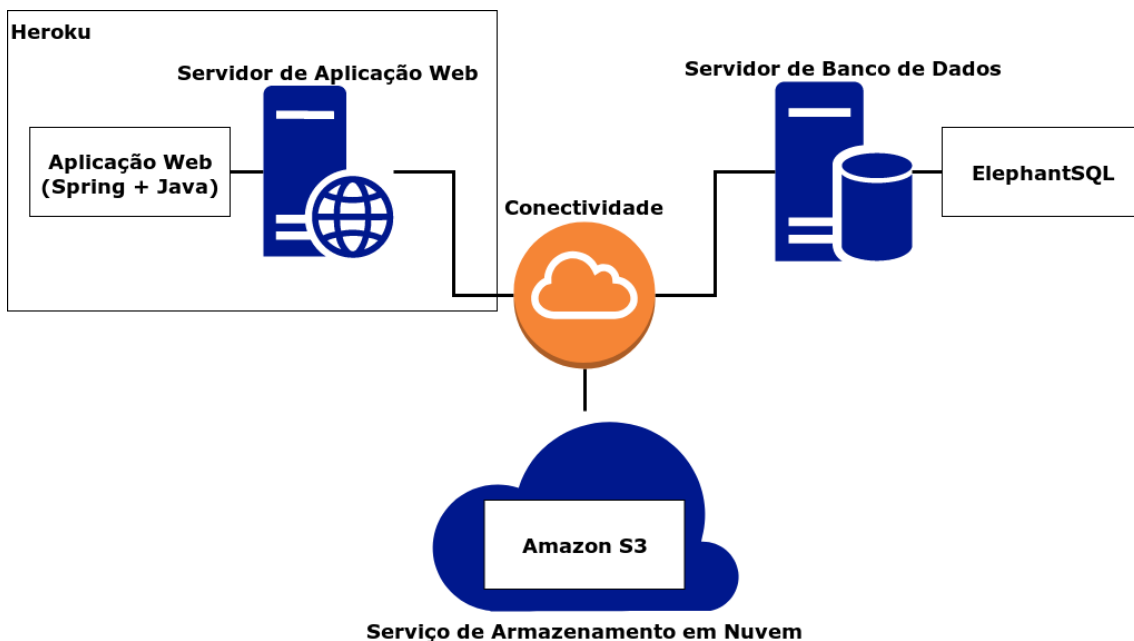 Heroku
Servidor de Aplicação Web
Servidor de Banco de Dados
Aplicação Web
(Spring + Java)
ElephantSQL
Conectividade
Amazon S3
Serviço de Armazenamento em Nuvem